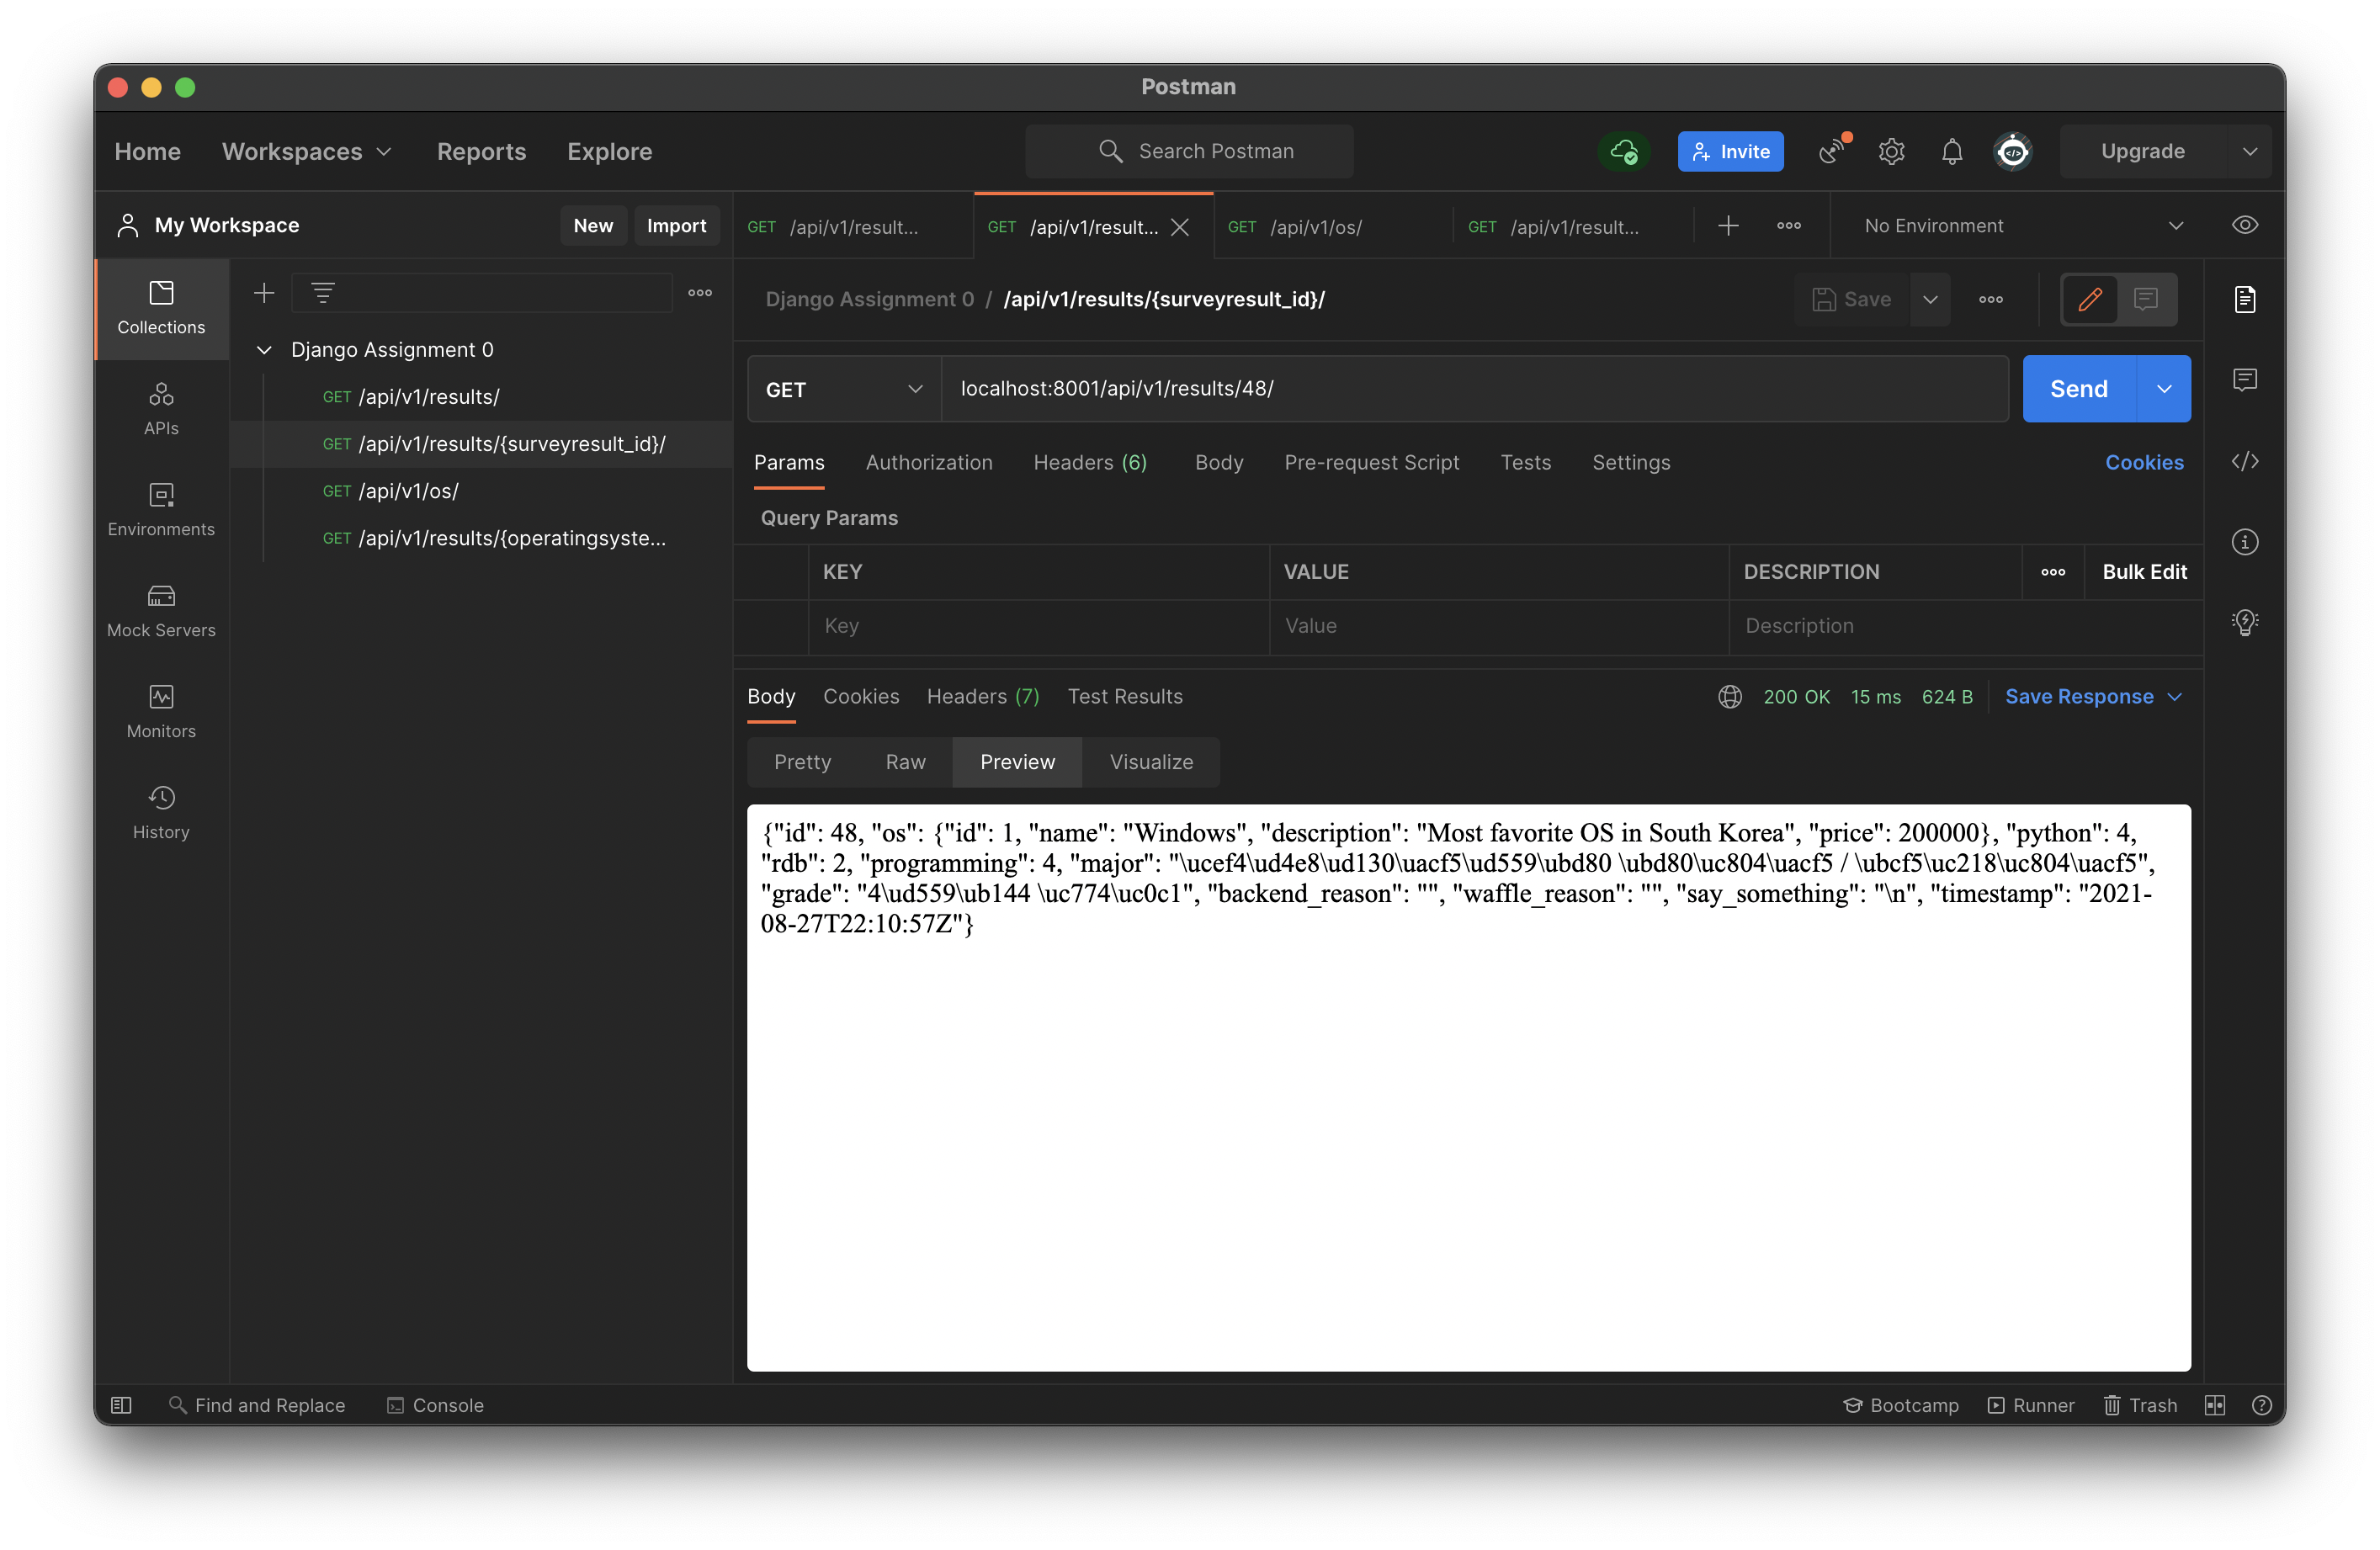 Postman
Home Workspaces Reports Explore Search Postman Invite Upgrade
My Workspace New Import
GET /api/v1/result... GET /api/v1/result... GET /api/v1/os/ GET /api/v1/result... No Environment
Collections
APIs
Environments
Mock Servers
Monitors
History
Django Assignment 0
GET /api/v1/results/
GET /api/v1/results/{surveyresult_id}/
GET /api/v1/os/
GET /api/v1/results/{operatingsyste...
Django Assignment 0 / /api/v1/results/{surveyresult_id}/ Save
GET localhost:8001/api/v1/results/48/ Send
Params Authorization Headers (6) Body Pre-request Script Tests Settings Cookies
Query Params
KEY VALUE DESCRIPTION Bulk Edit
Key Value Description
Body Cookies Headers (7) Test Results 200 OK 15 ms 624 B Save Response
Pretty Raw Preview Visualize
{"id": 48, "os": {"id": 1, "name": "Windows", "description": "Most favorite OS in South Korea", "price": 200000}, "python": 4,
"rdb": 2, "programming": 4, "major": "\ucef4\ud4e8\ud130\uacf5\ud559\ubd80 \ubd80\uc804\uacf5 / \ubcf5\uc218\uc804\uacf5",
"grade": "4\ud559\ub144 \uc774\uc0c1", "backend_reason": "", "waffle_reason": "", "say_something": "\n", "timestamp": "2021-
08-27T22:10:57Z"}
Find and Replace Console Bootcamp Runner Trash